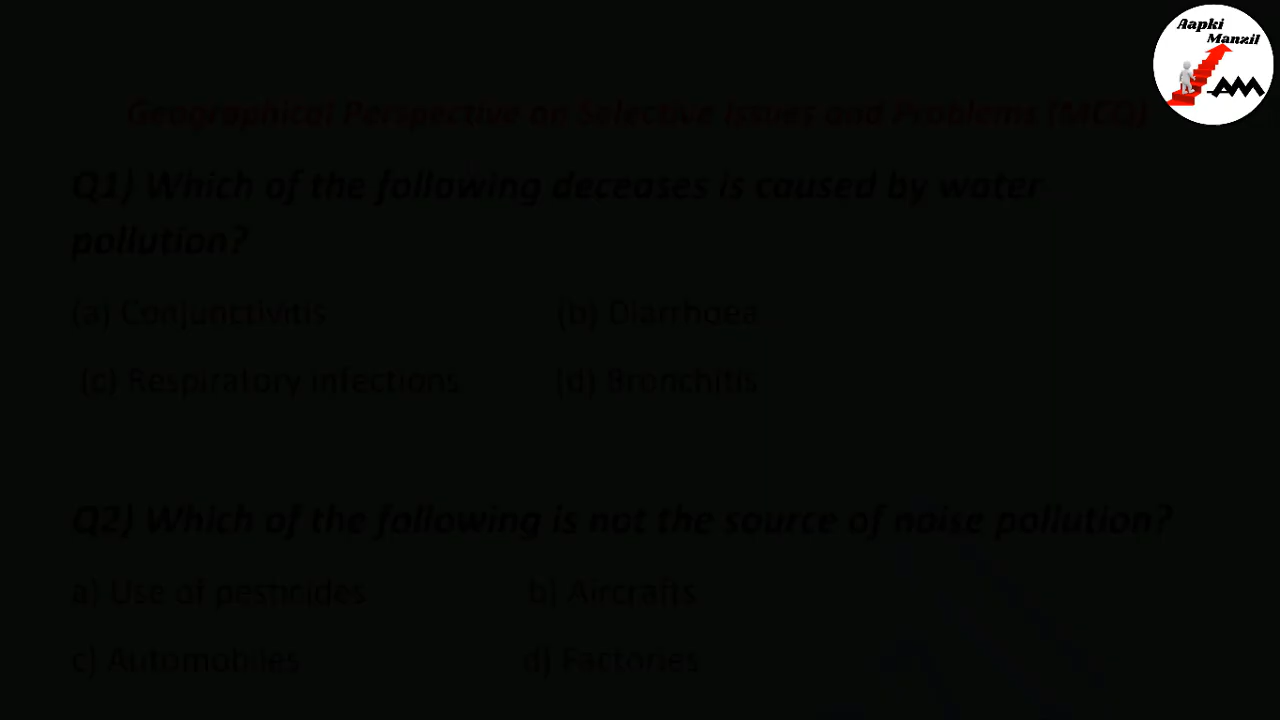 Aapki
Manzil
AM
Geographical Perspective on Selective Issues and Problems (MCQ)
Q1) Which of the following deceases is caused by water
pollution?
(a) Conjunctivitis (b) Diarrhoea
(c) Respiratory infections (d) Bronchitis
Q2) Which of the following is not the source of noise pollution?
a) Use of pesticides b) Aircrafts
c) Automobiles d) Factories